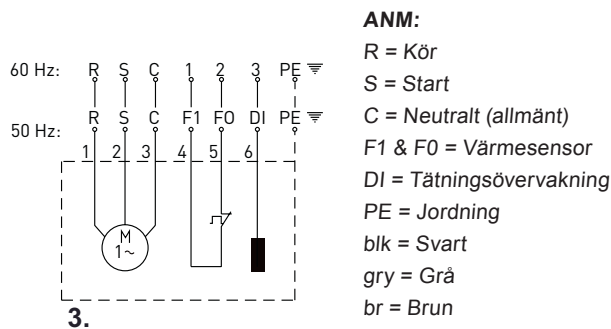 ANM:
60 Hz: R S C 1 2 3 PE
50 Hz: R S C F1 F0 DI PE
1 2 3 4 5 6
M
1~
3.
R = Kör
S = Start
C = Neutralt (allmänt)
F1 & F0 = Värmesensor
DI = Tätningsövervakning
PE = Jordning
blk = Svart
gry = Grå
br = Brun